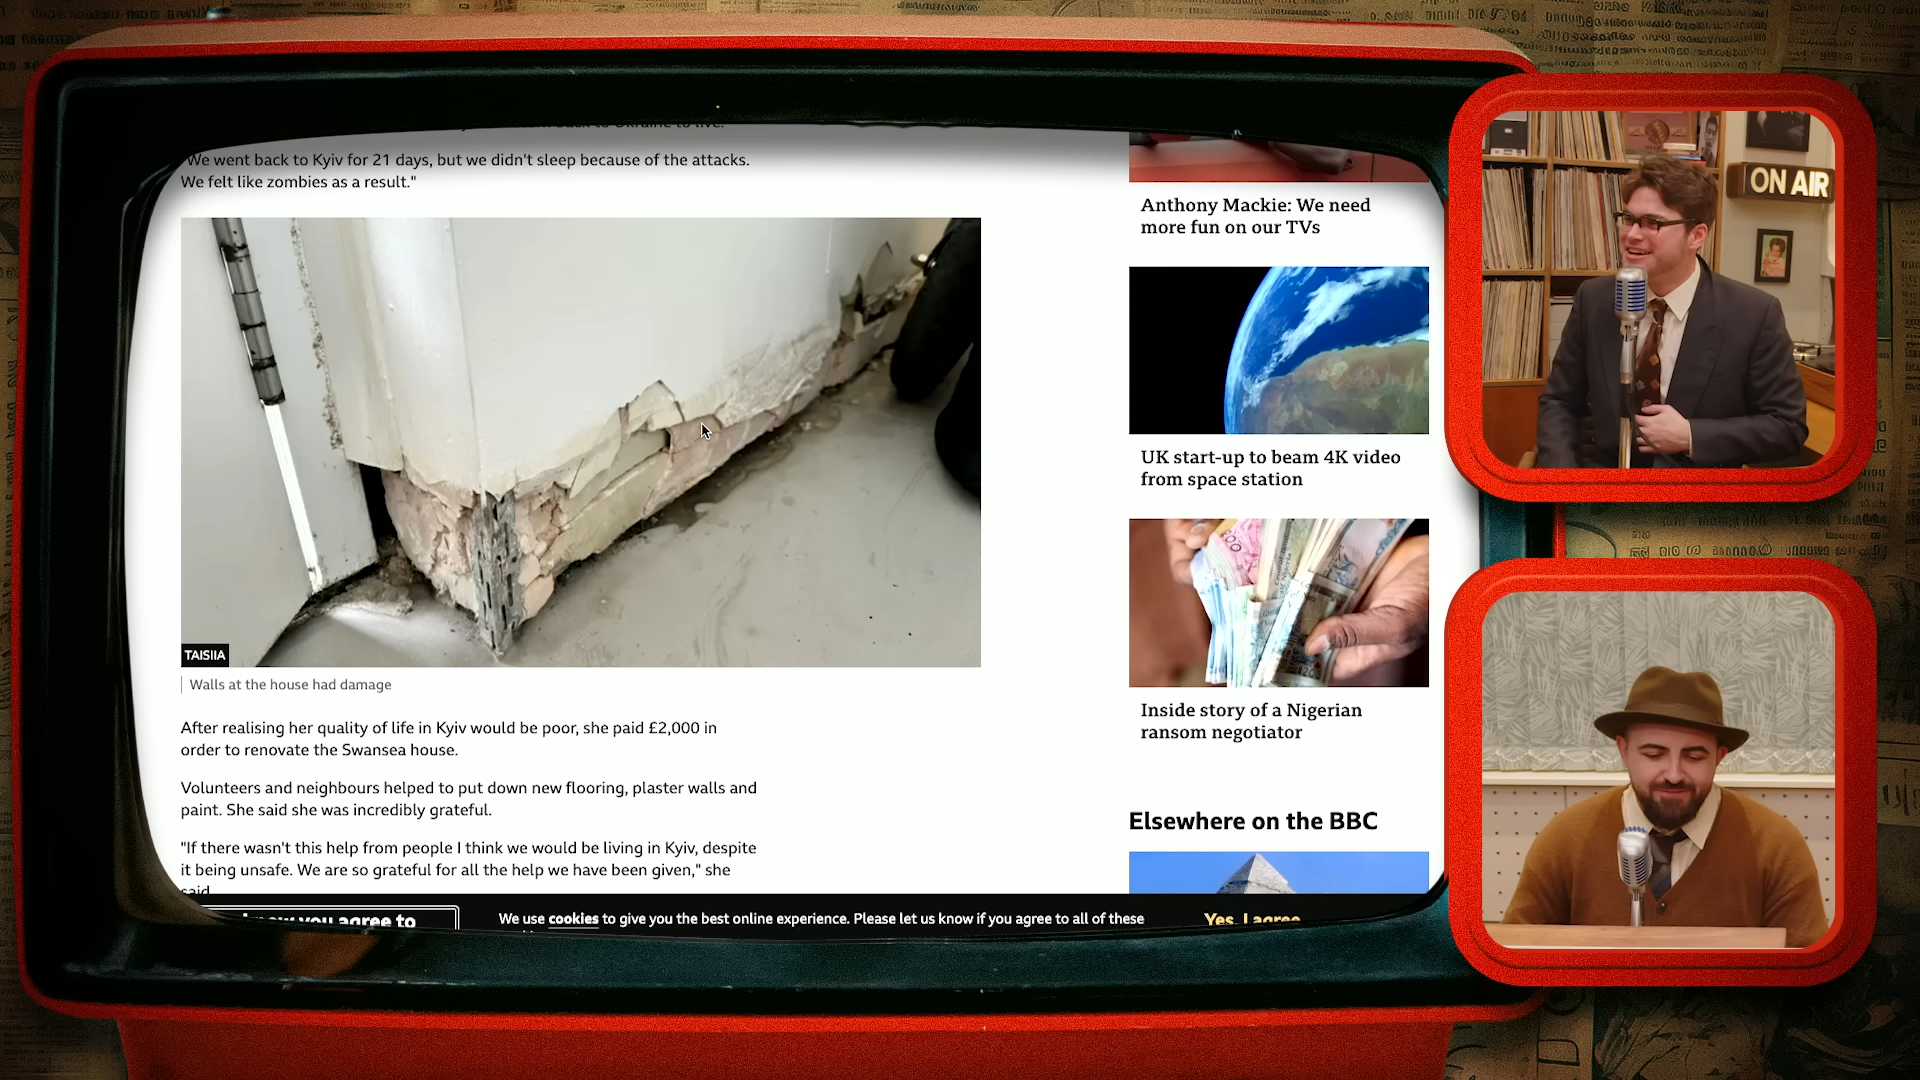 We went back to Kyiv for 21 days, but we didn't sleep because of the attacks.
We felt like zombies as a result."
TAISIIA
Walls at the house had damage
After realising her quality of life in Kyiv would be poor, she paid £2,000 in
order to renovate the Swansea house.
Volunteers and neighbours helped to put down new flooring, plaster walls and
paint. She said she was incredibly grateful.
"If there wasn't this help from people I think we would be living in Kyiv, despite
it being unsafe. We are so grateful for all the help we have been given," she
said
Anthony Mackie: We need
more fun on our TVs
UK start-up to beam 4K video
from space station
Inside story of a Nigerian
ransom negotiator
Elsewhere on the BBC
you agree to
We use cookies to give you the best online experience. Please let us know if you agree to all of these
Yes, I agree
ON AIR